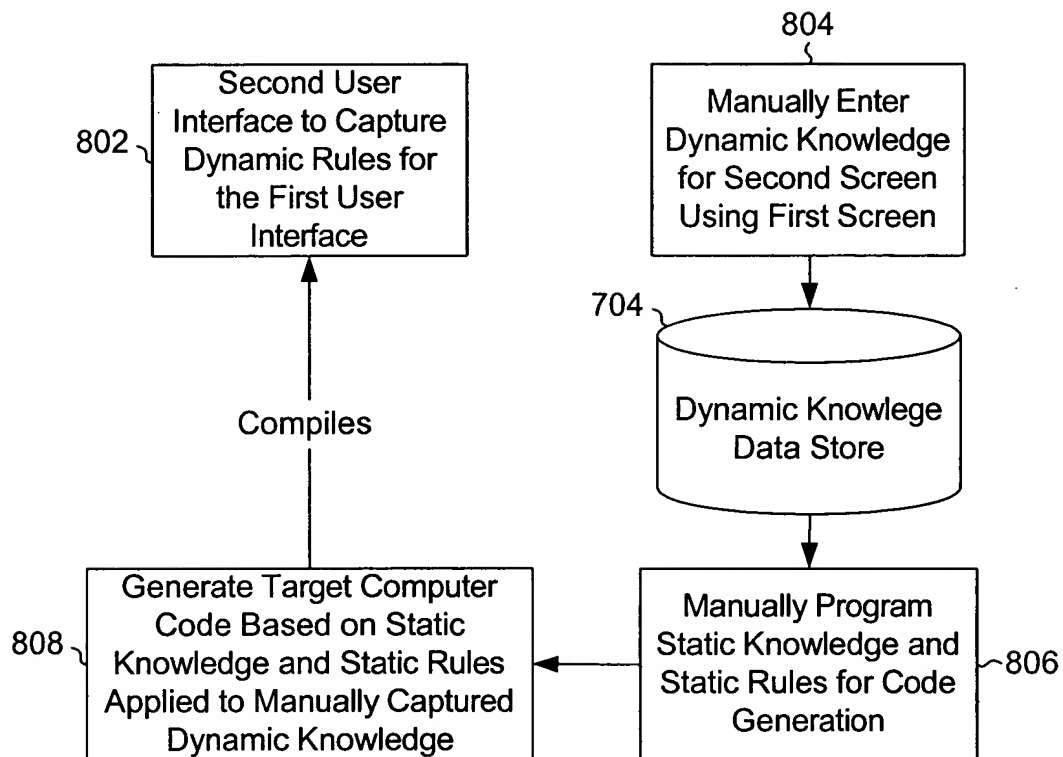 804
Second User
Interface to Capture
Dynamic Rules for
the First User
Interface
802
Manually Enter
Dynamic Knowledge
for Second Screen
Using First Screen
704
Dynamic Knowlege
Data Store
Compiles
Generate Target Computer
Code Based on Static
Knowledge and Static Rules
Applied to Manually Captured
Dynamic Knowledge
808
Manually Program
Static Knowledge and
Static Rules for Code
Generation
806